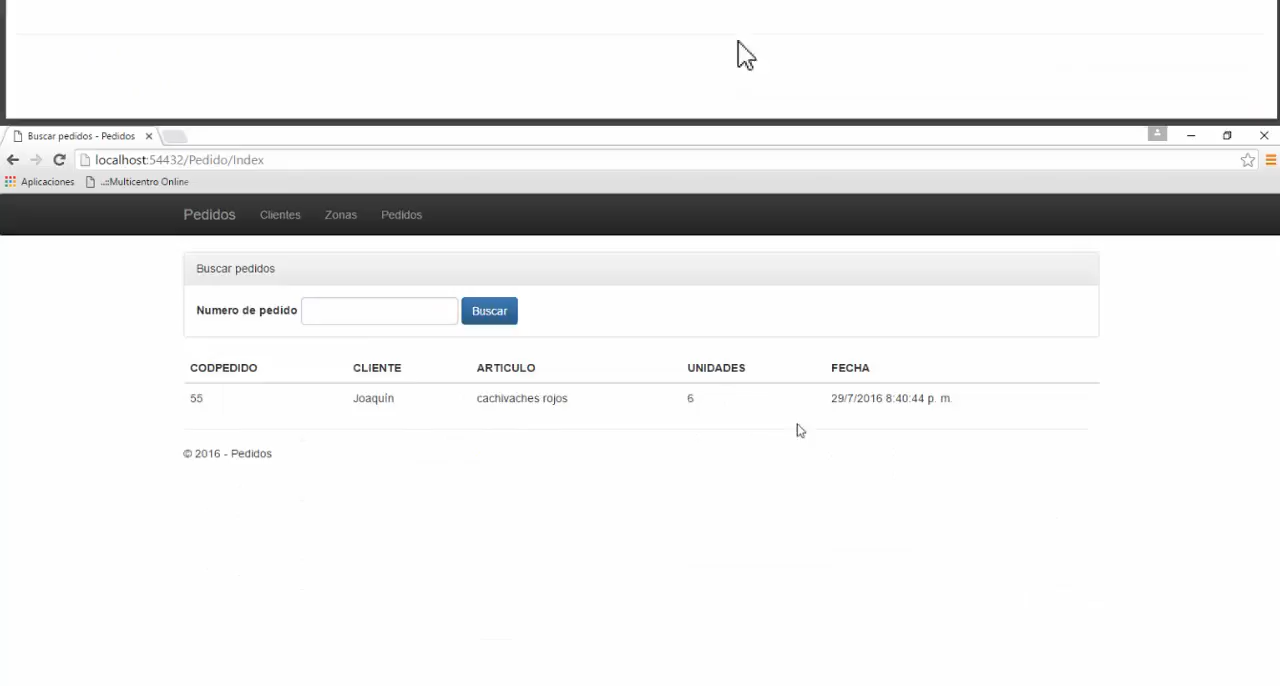 Buscar pedidos - Pedidos
localhost:54432/Pedido/Index
Aplicaciones ..::Multicentro Online
Pedidos Clientes Zonas Pedidos
Buscar pedidos
Numero de pedido Buscar
CODPEDIDO CLIENTE ARTICULO UNIDADES FECHA
55 Joaquín cachivaches rojos 6 29/7/2016 8:40:44 p. m.
© 2016 - Pedidos